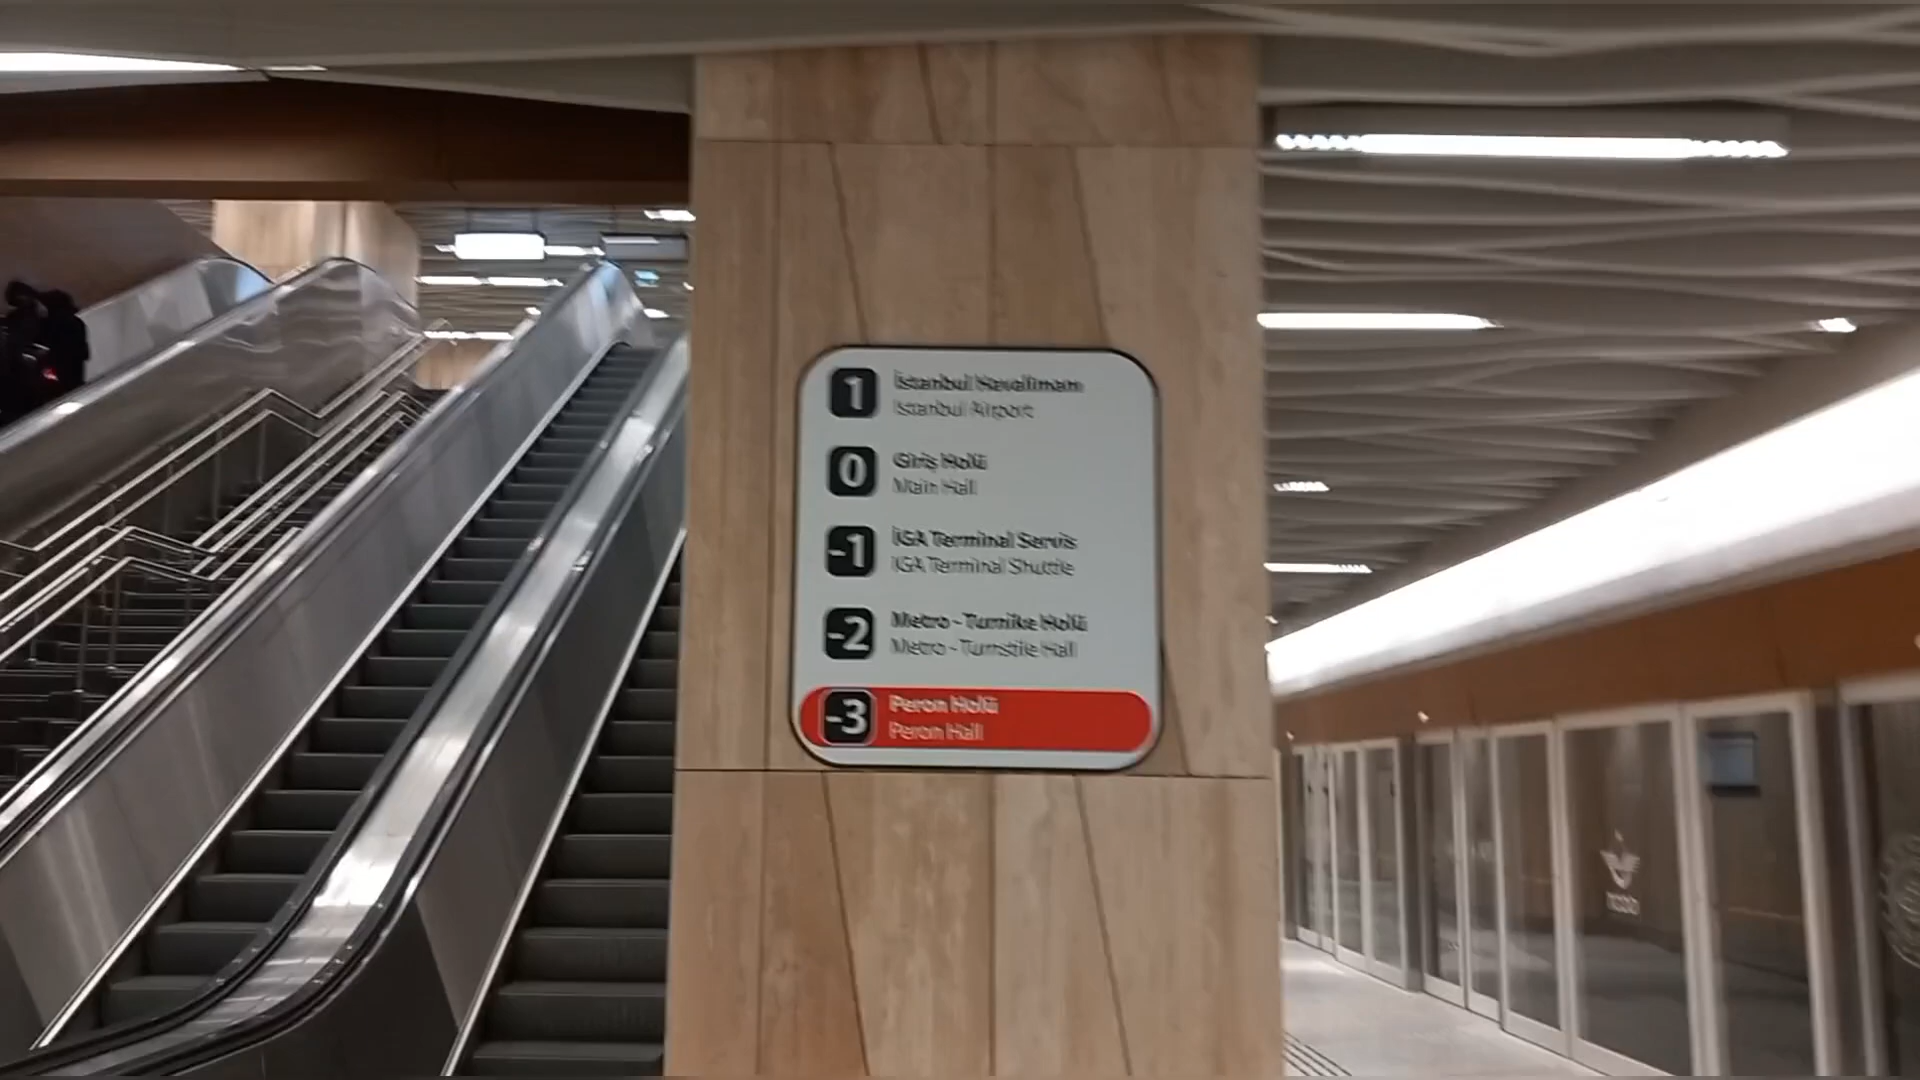 1
İstanbul Havalimanı
Istanbul Airport
0
Giriş Holü
Main Hall
-1
İGA Terminal Servis
IGA Terminal Shuttle
-2
Metro - Turnike Holü
Metro - Turnstile Hall
-3
Peron Holü
Peron Hall